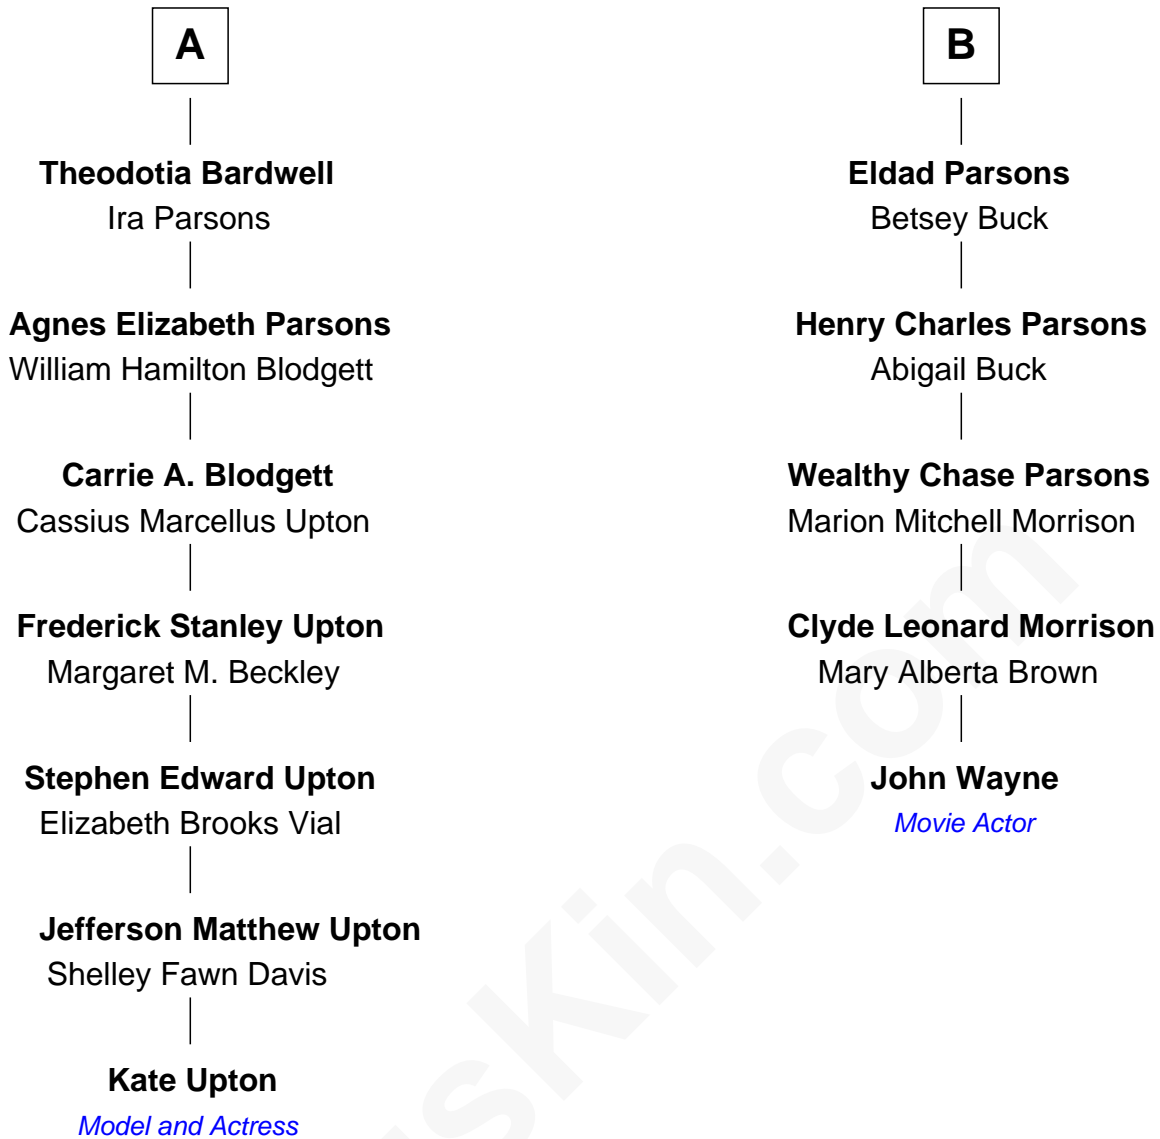 A
Theodotia Bardwell
Ira Parsons
Agnes Elizabeth Parsons
William Hamilton Blodgett
Carrie A. Blodgett
Cassius Marcellus Upton
Frederick Stanley Upton
Margaret M. Beckley
Stephen Edward Upton
Elizabeth Brooks Vial
Jefferson Matthew Upton
Shelley Fawn Davis
Kate Upton
Model and Actress
B
Eldad Parsons
Betsey Buck
Henry Charles Parsons
Abigail Buck
Wealthy Chase Parsons
Marion Mitchell Morrison
Clyde Leonard Morrison
Mary Alberta Brown
John Wayne
Movie Actor